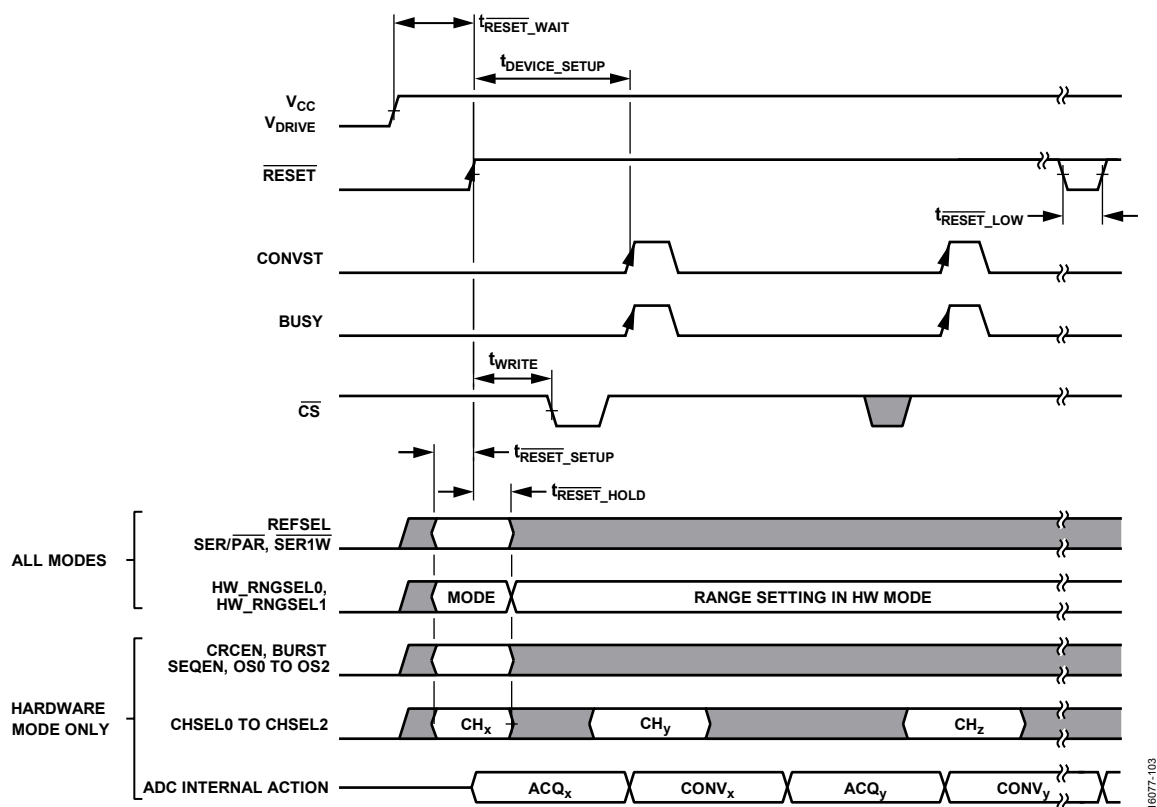 tRESET_WAIT
tDEVICE_SETUP
VCC
VDRIVE
RESET
tRESET_LOW
CONVST
BUSY
tWRITE
CS
tRESET_SETUP
tRESET_HOLD
ALL MODES
REFSEL
SER/PAR, SER1W
HW_RNGSEL0,
HW_RNGSEL1
MODE
RANGE SETTING IN HW MODE
HARDWARE
MODE ONLY
CRCEN, BURST
SEQEN, OS0 TO OS2
CHSEL0 TO CHSEL2
CHx
CHy
CHz
ADC INTERNAL ACTION
ACQx
CONVx
ACQy
CONVy
16077-103